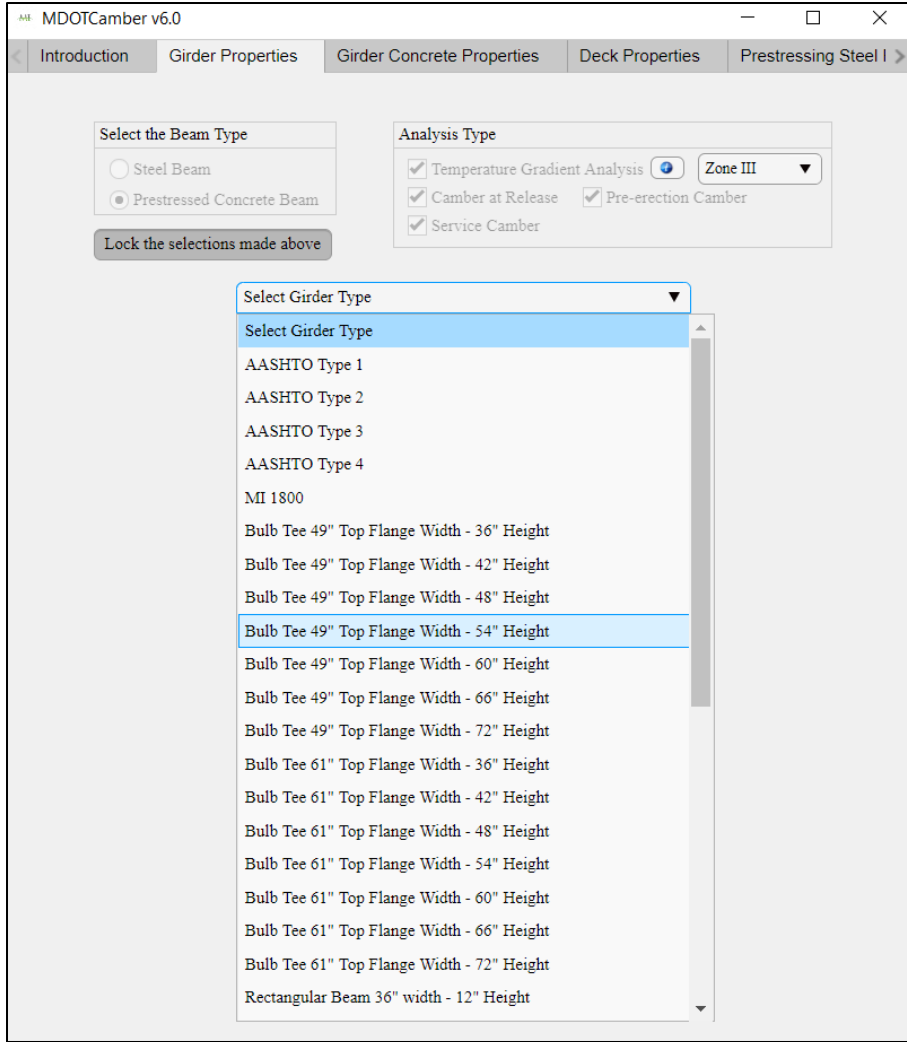 MI MDOTCamber v6.0
Introduction Girder Properties Girder Concrete Properties Deck Properties Prestressing Steel I
Select the Beam Type
Steel Beam
Prestressed Concrete Beam
Lock the selections made above
Analysis Type
Temperature Gradient Analysis Zone III
Camber at Release Pre-erection Camber
Service Camber
Select Girder Type
Select Girder Type
AASHTO Type 1
AASHTO Type 2
AASHTO Type 3
AASHTO Type 4
MI 1800
Bulb Tee 49" Top Flange Width - 36" Height
Bulb Tee 49" Top Flange Width - 42" Height
Bulb Tee 49" Top Flange Width - 48" Height
Bulb Tee 49" Top Flange Width - 54" Height
Bulb Tee 49" Top Flange Width - 60" Height
Bulb Tee 49" Top Flange Width - 66" Height
Bulb Tee 49" Top Flange Width - 72" Height
Bulb Tee 61" Top Flange Width - 36" Height
Bulb Tee 61" Top Flange Width - 42" Height
Bulb Tee 61" Top Flange Width - 48" Height
Bulb Tee 61" Top Flange Width - 54" Height
Bulb Tee 61" Top Flange Width - 60" Height
Bulb Tee 61" Top Flange Width - 66" Height
Bulb Tee 61" Top Flange Width - 72" Height
Rectangular Beam 36" width - 12" Height